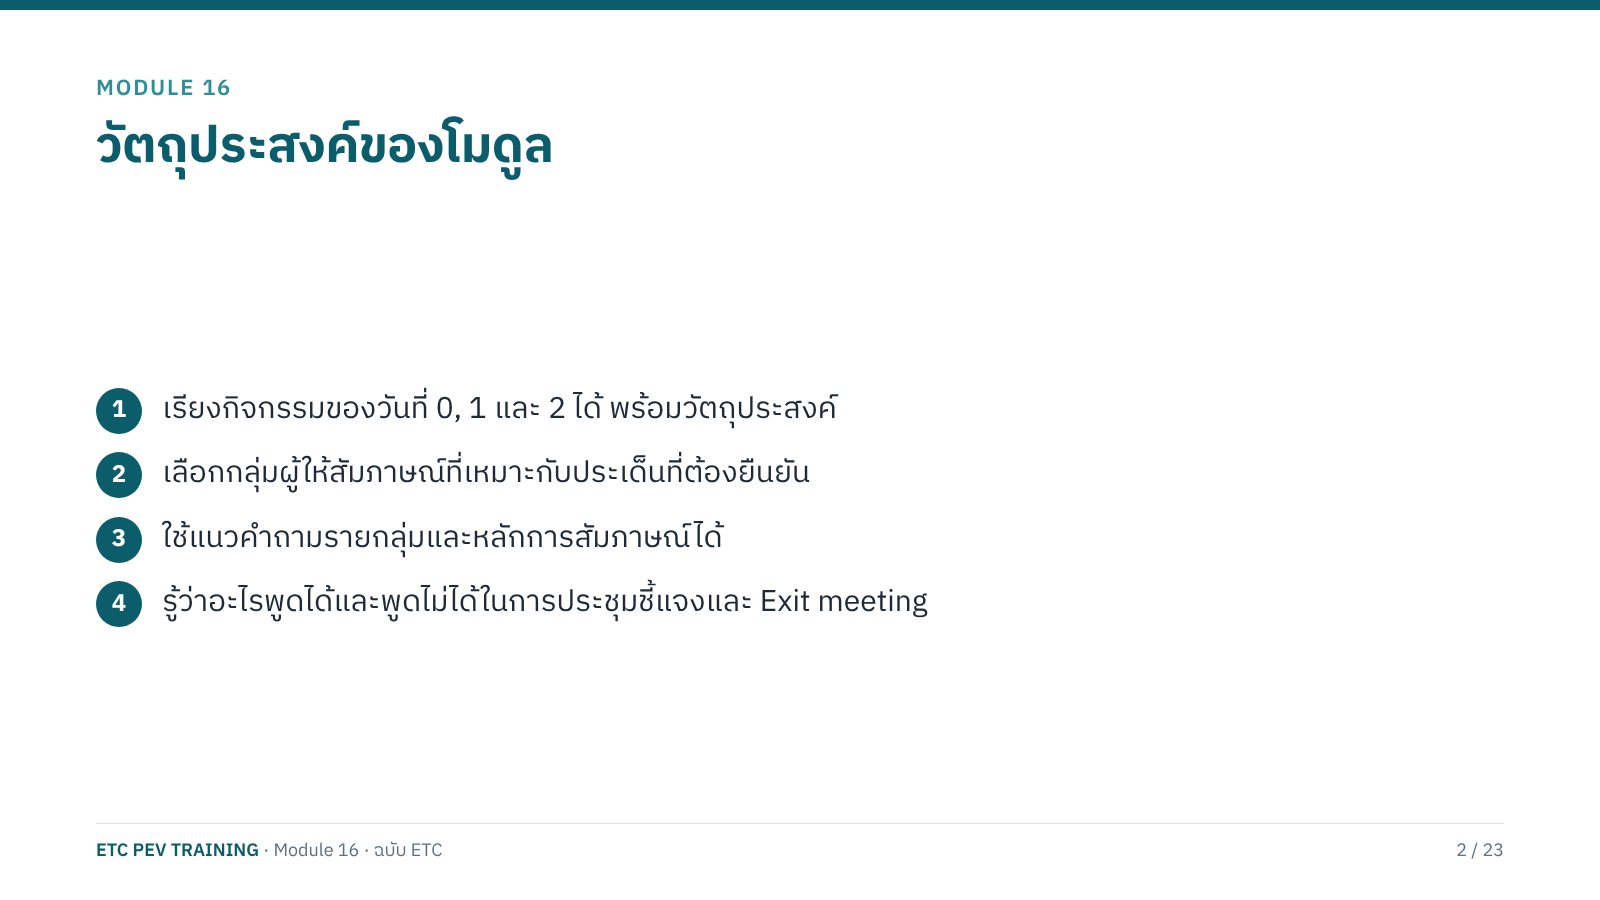 MODULE 16
วัตถุประสงค์ของโมดูล
1 เรียงกิจกรรมของวันที่ 0, 1 และ 2 ได้ พร้อมวัตถุประสงค์
2 เลือกกลุ่มผู้ให้สัมภาษณ์ที่เหมาะกับประเด็นที่ต้องยืนยัน
3 ใช้แนวคำถามรายกลุ่มและหลักการสัมภาษณ์ได้
4 รู้ว่าอะไรพูดได้และพูดไม่ได้ในการประชุมชี้แจงและ Exit meeting
ETC PEV TRAINING · Module 16 · ฉบับ ETC
2 / 23